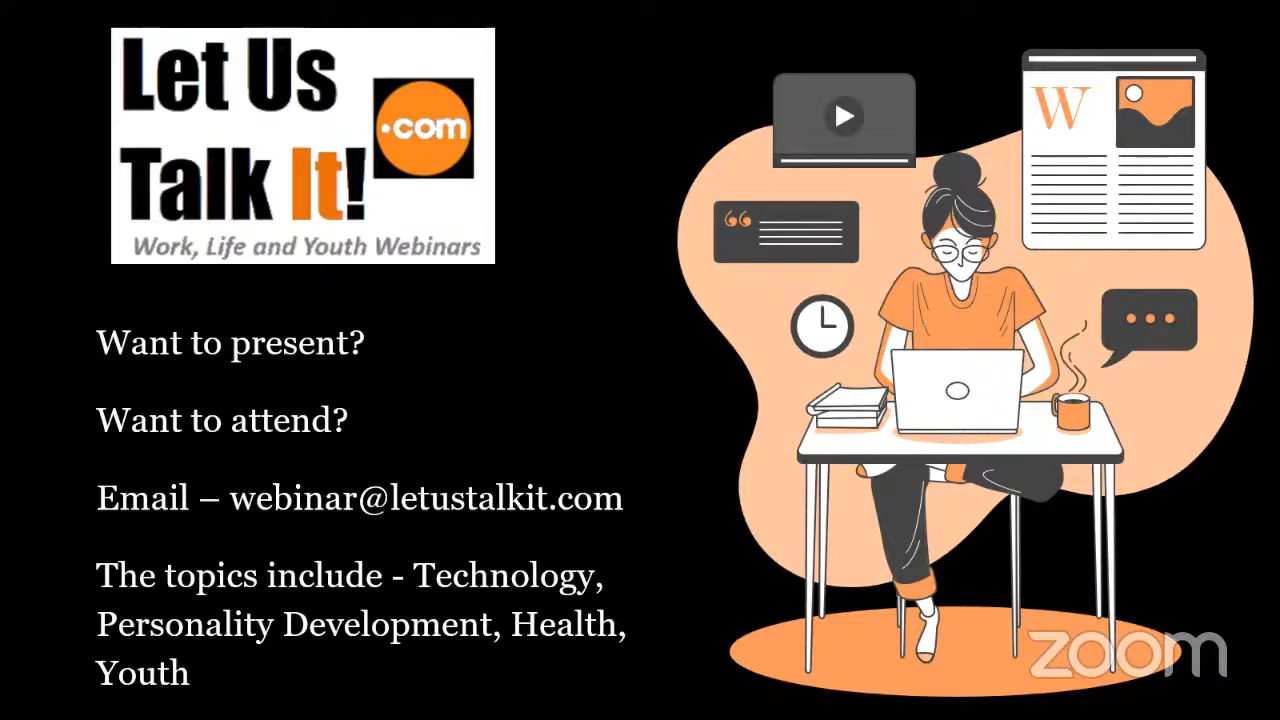 Let Us
.com
Talk It!
Work, Life and Youth Webinars
Want to present?
Want to attend?
Email – webinar@letustalkit.com
The topics include - Technology,
Personality Development, Health,
Youth
W
“
zoom